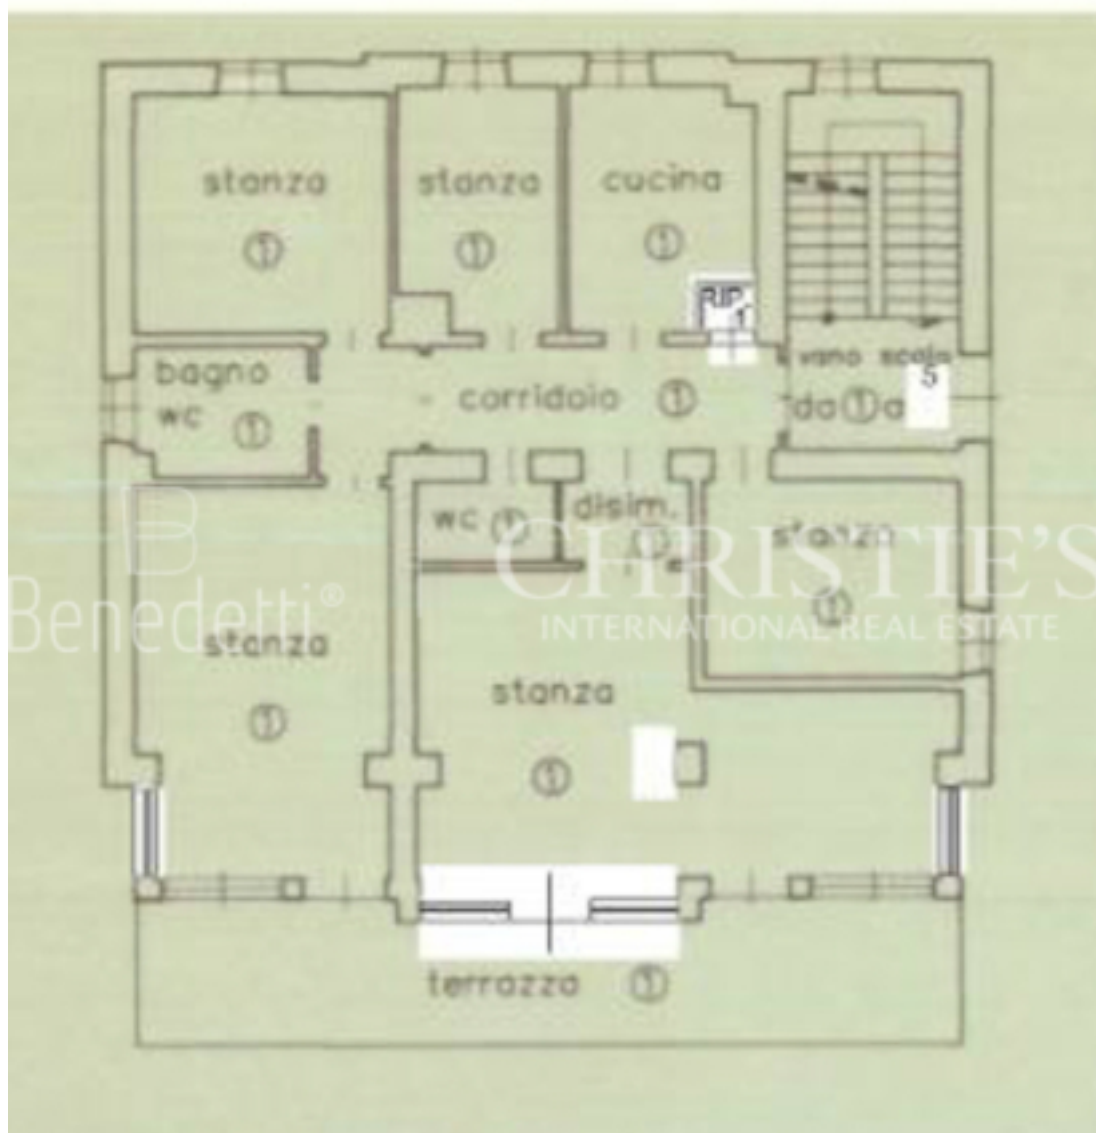 stanza
1
stanza
1
cucina
1
RIP.
1
bagno
wc
1
corridoio 1
vano scala
da 1 a 5
wc 1
disim.
1
stanza
1
B
Benedetti®
CHRISTIE'S
INTERNATIONAL REAL ESTATE
stanza
1
stanza
1
terrazza 1